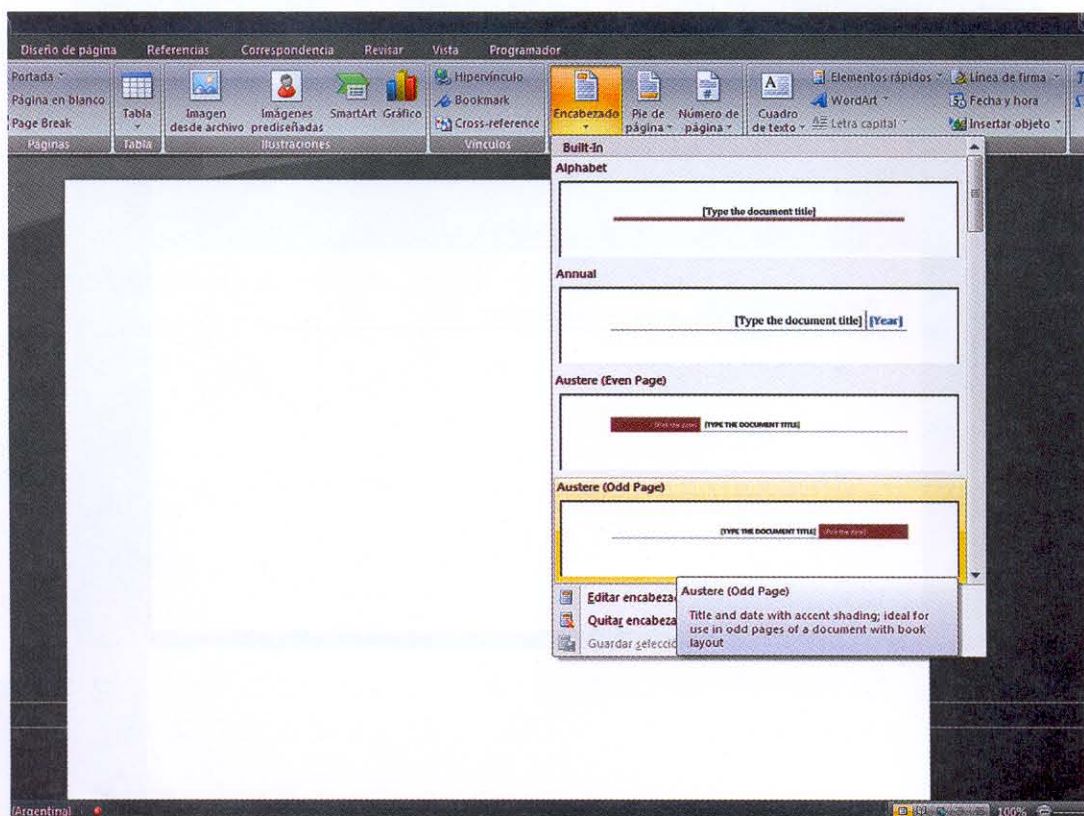 Diseño de página Referencias Correspondencia Revisar Vista Programador
Portada
Página en blanco
Page Break
Páginas
Tabla
Tabla
Imagen desde archivo
Imágenes prediseñadas
SmartArt
Gráfico
Ilustraciones
Hipervínculo
Bookmark
Cross-reference
Vínculos
Encabezado
Pie de página
Número de página
Cuadro de texto
Elementos rápidos
WordArt
Letra capital
Línea de firma
Fecha y hora
Insertar objeto
Built-In
Alphabet
[Type the document title]
Annual
[Type the document title] [Year]
Austere (Even Page)
[TYPE THE DOCUMENT TITLE]
Austere (Odd Page)
[TYPE THE DOCUMENT TITLE]
Editar encabeza
Quitar encabeza
Guardar selecció
Austere (Odd Page)
Title and date with accent shading; ideal for
use in odd pages of a document with book
layout
(Argentina)
100%